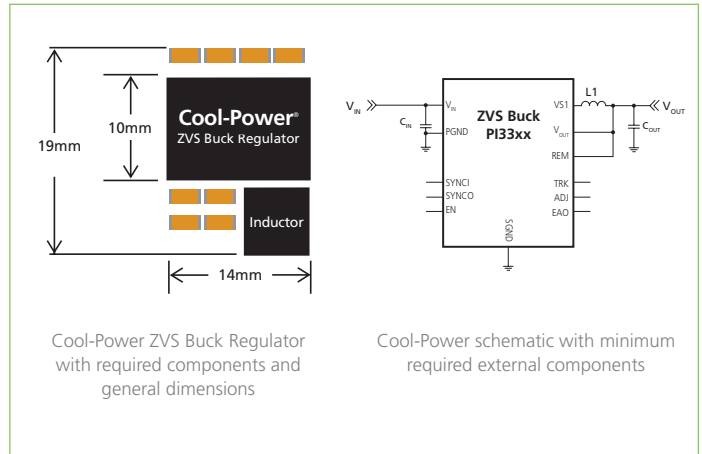 19mm
10mm
Cool-Power®
ZVS Buck Regulator
Inductor
14mm
Cool-Power ZVS Buck Regulator
with required components and
general dimensions
VIN
CIN
VIN
PGND
ZVS Buck
PI33xx
VS1
VOUT
REM
L1
VOUT
COUT
SYNCI
SYNCO
EN
TRK
ADJ
EAO
SGND
Cool-Power schematic with minimum
required external components